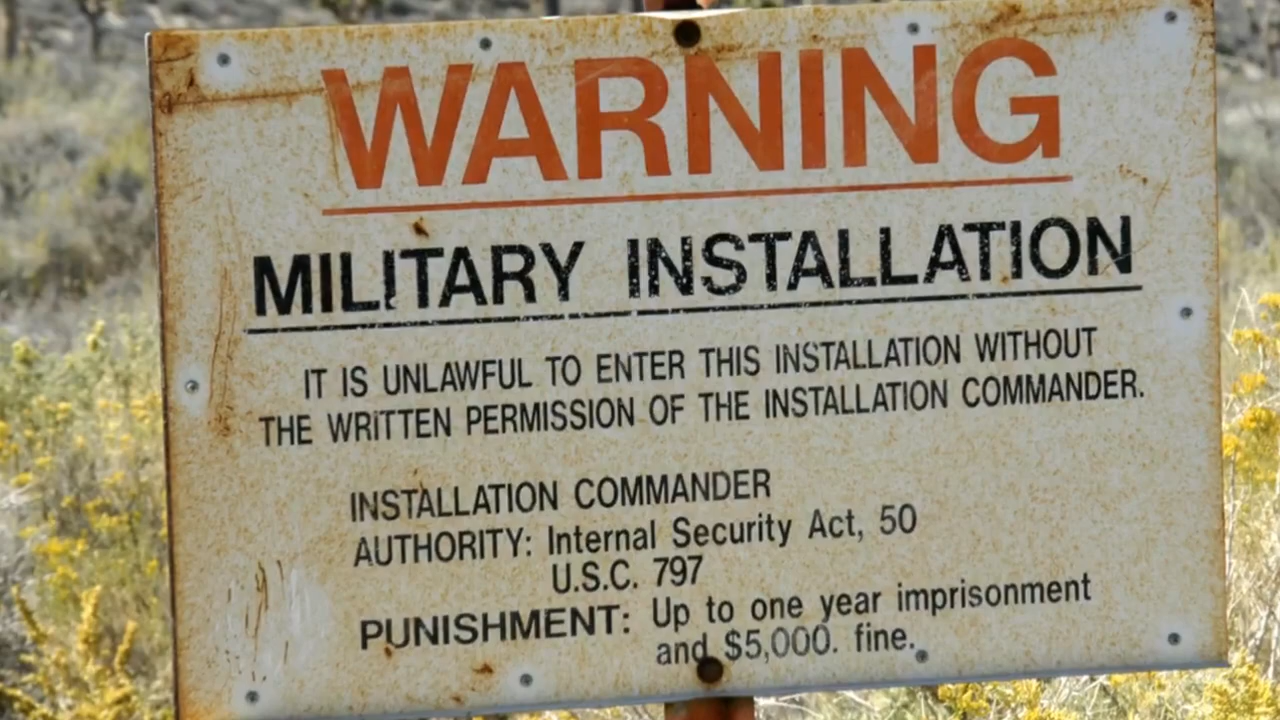 WARNING
MILITARY INSTALLATION
IT IS UNLAWFUL TO ENTER THIS INSTALLATION WITHOUT
THE WRITTEN PERMISSION OF THE INSTALLATION COMMANDER.
INSTALLATION COMMANDER
AUTHORITY: Internal Security Act, 50
U.S.C. 797
PUNISHMENT: Up to one year imprisonment
and $5,000. fine.